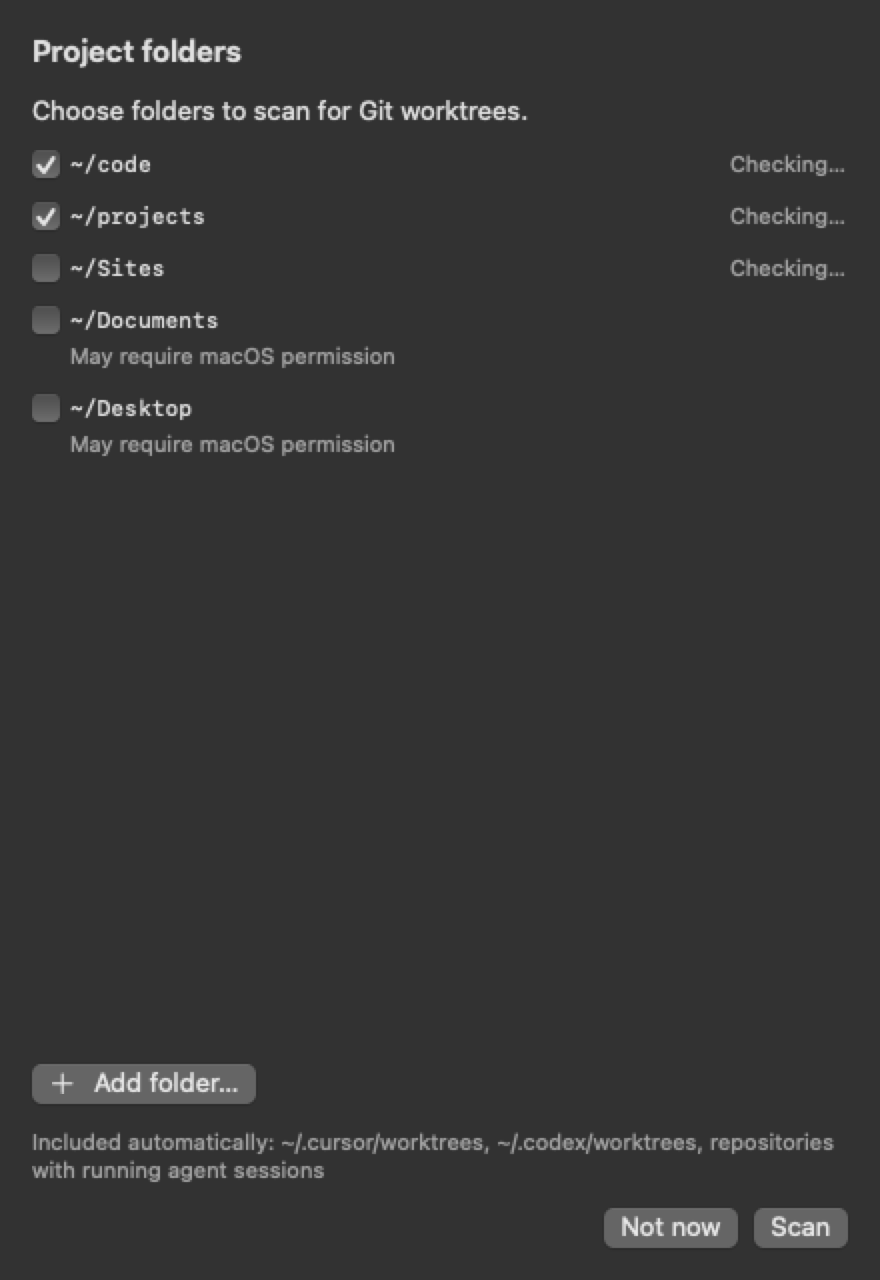 Project folders
Choose folders to scan for Git worktrees.
~/code Checking...
~/projects Checking...
~/Sites Checking...
~/Documents
May require macOS permission
~/Desktop
May require macOS permission
+ Add folder...
Included automatically: ~/.cursor/worktrees, ~/.codex/worktrees, repositories
with running agent sessions
Not now Scan